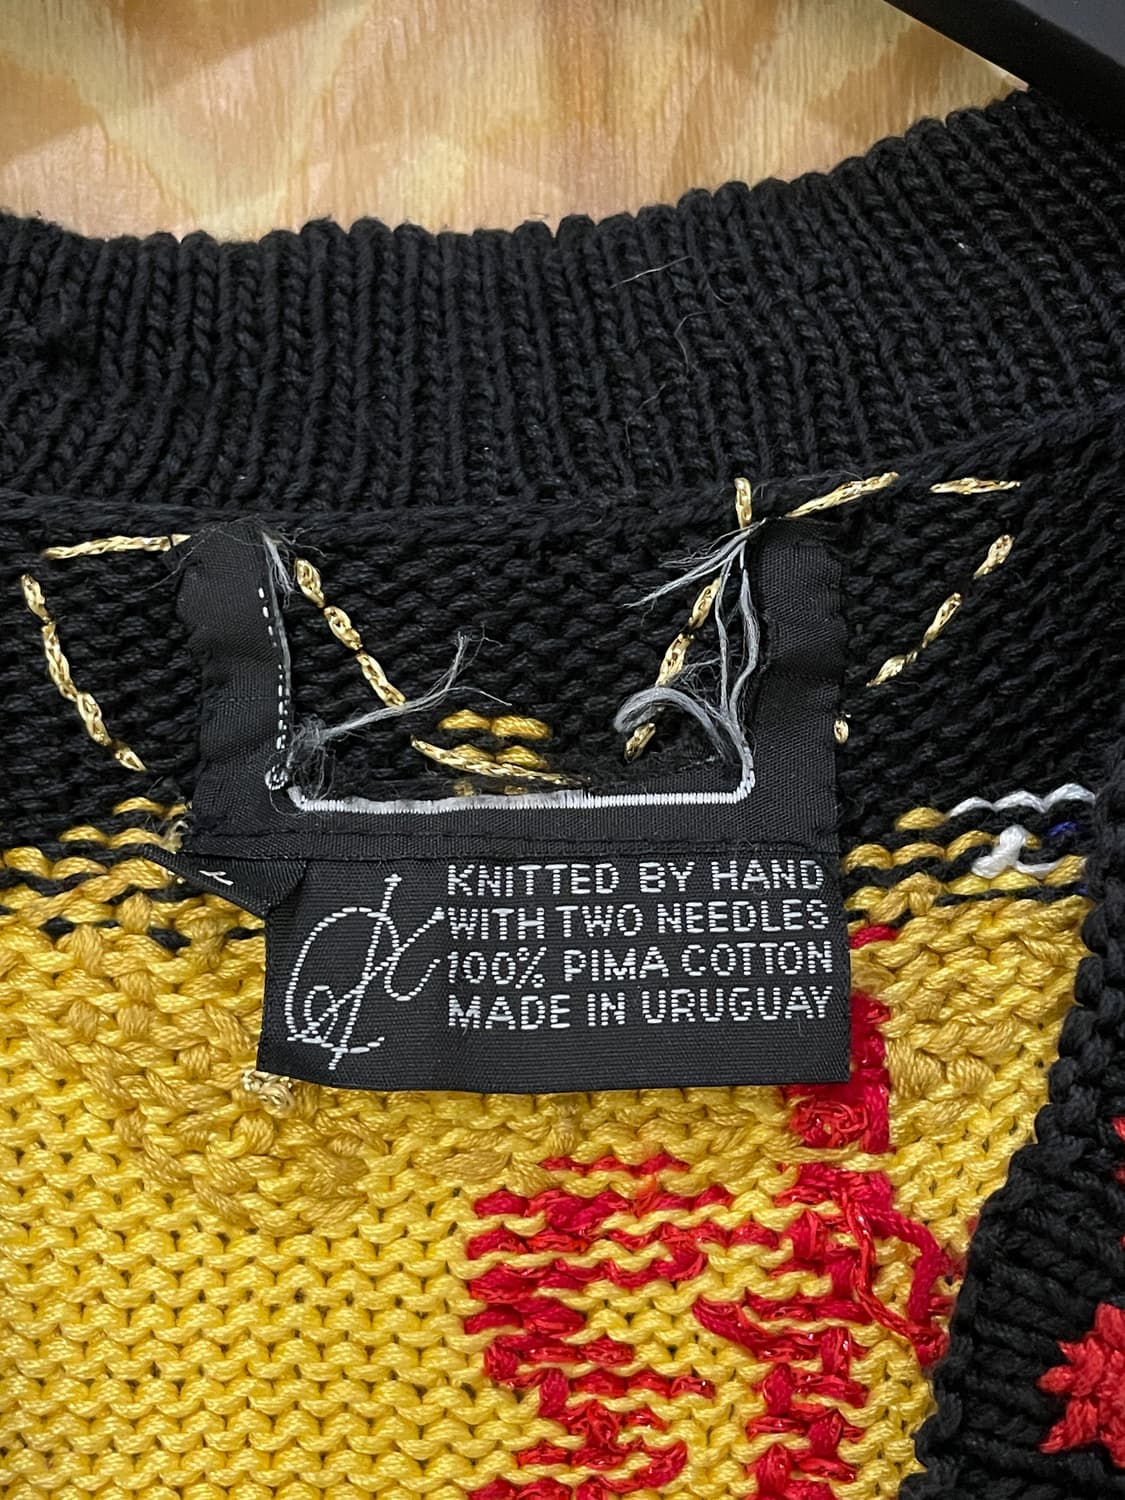 KNITTED BY HAND
WITH TWO NEEDLES
100% PIMA COTTON
MADE IN URUGUAY